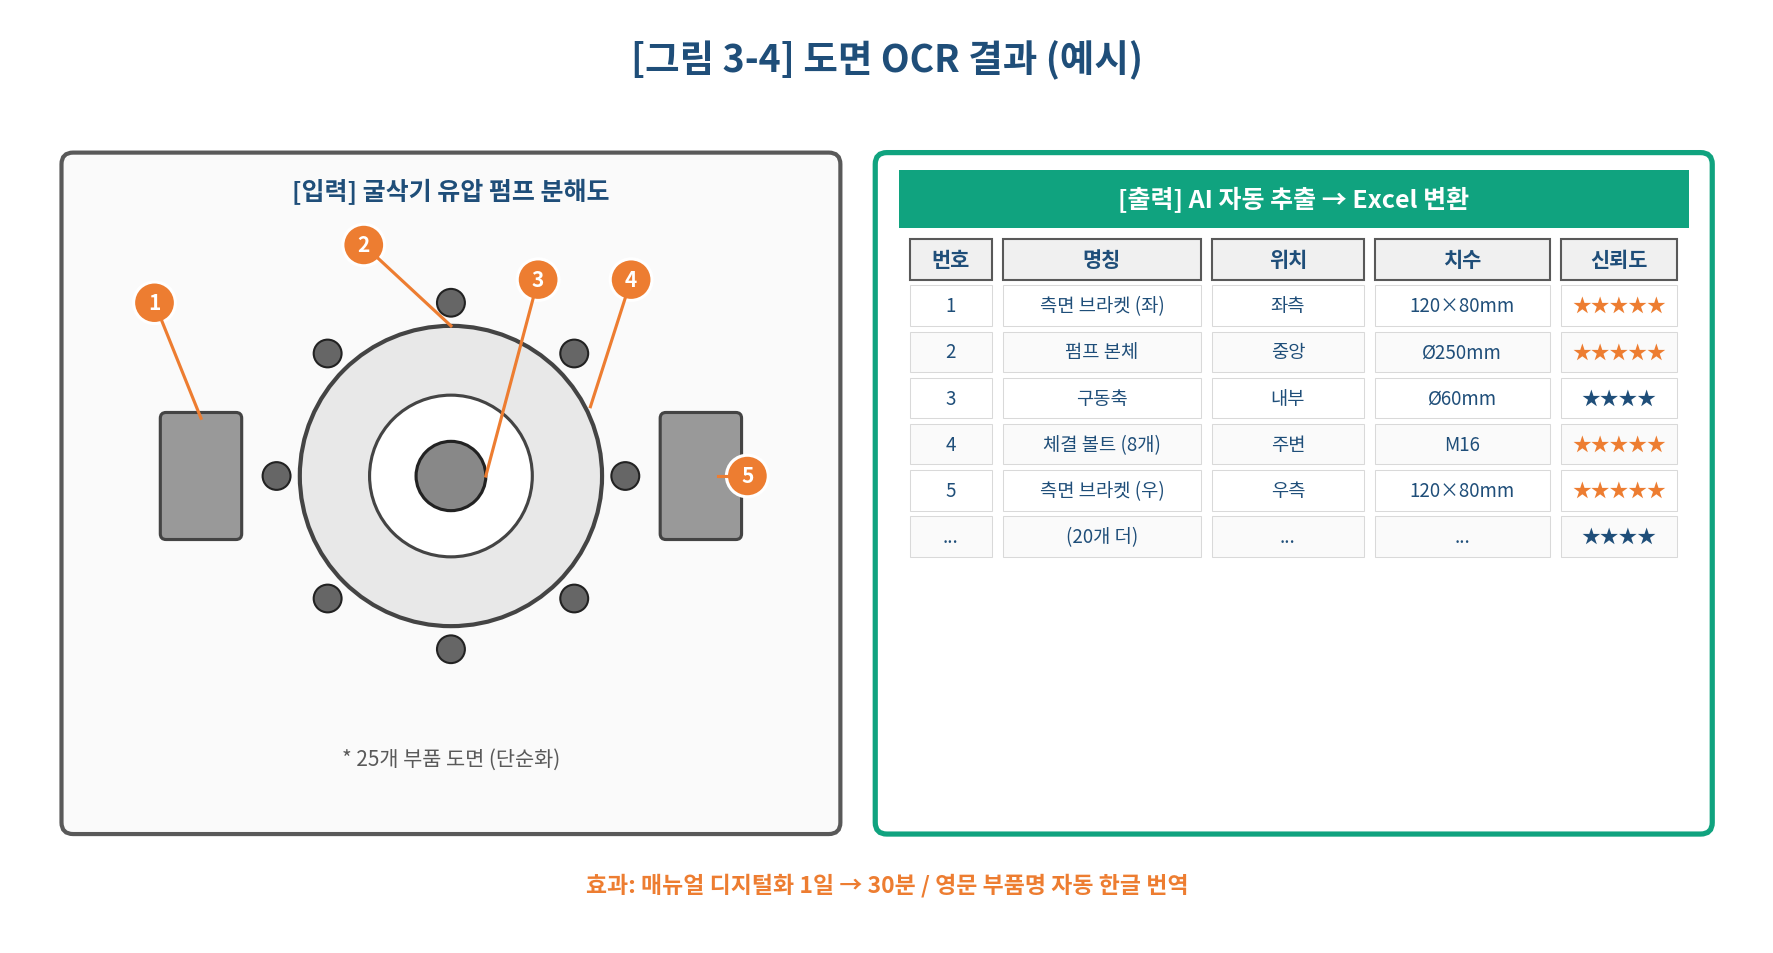 [그림 3-4] 도면 OCR 결과 (예시)
[입력] 굴삭기 유압 펌프 분해도
1
2
3
4
5
* 25개 부품 도면 (단순화)
[출력] AI 자동 추출 → Excel 변환
번호 명칭 위치 치수 신뢰도
1 측면 브라켓 (좌) 좌측 120×80mm ★★★★★
2 펌프 본체 중앙 Ø250mm ★★★★★
3 구동축 내부 Ø60mm ★★★★
4 체결 볼트 (8개) 주변 M16 ★★★★★
5 측면 브라켓 (우) 우측 120×80mm ★★★★★
... (20개 더) ... ... ★★★★
효과: 매뉴얼 디지털화 1일 → 30분 / 영문 부품명 자동 한글 번역